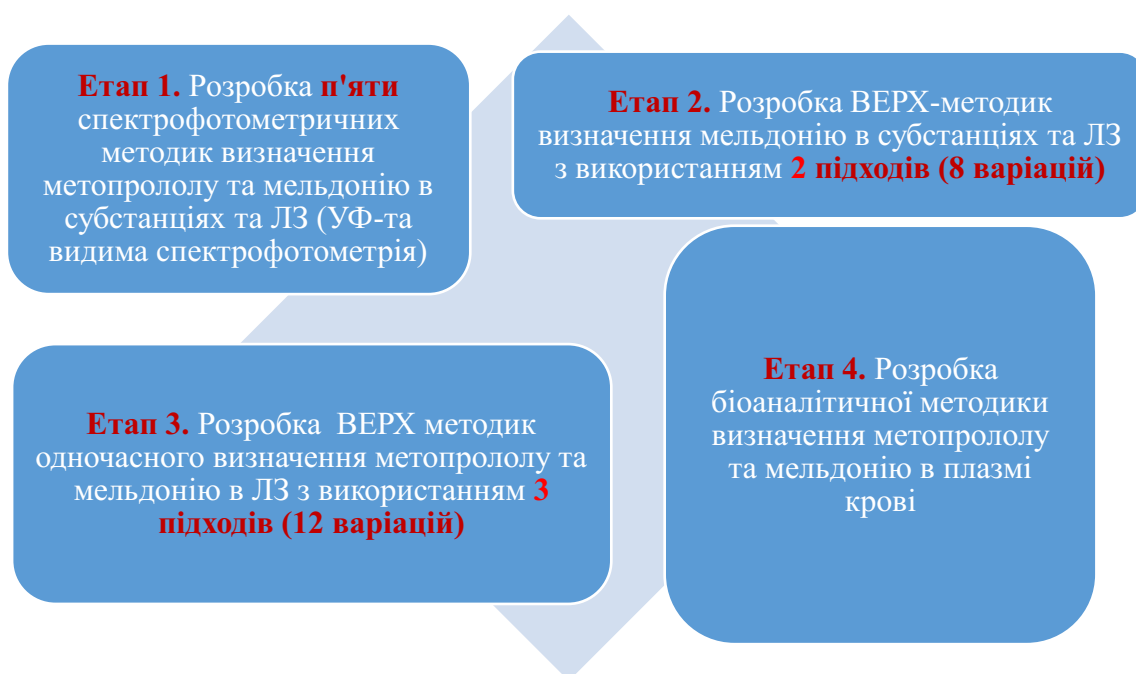 Етап 1. Розробка п'яти
спектрофотометричних
методик визначення
метопрололу та мельдонію в
субстанціях та ЛЗ (УФ-та
видима спектрофотометрія)
Етап 2. Розробка ВЕРХ-методик
визначення мельдонію в субстанціях та ЛЗ
з використанням 2 підходів (8 варіацій)
Етап 3. Розробка  ВЕРХ методик
одночасного визначення метопрололу та
мельдонію в ЛЗ з використанням 3
підходів (12 варіацій)
Етап 4. Розробка
біоаналітичної методики
визначення метопрололу
та мельдонію в плазмі
крові